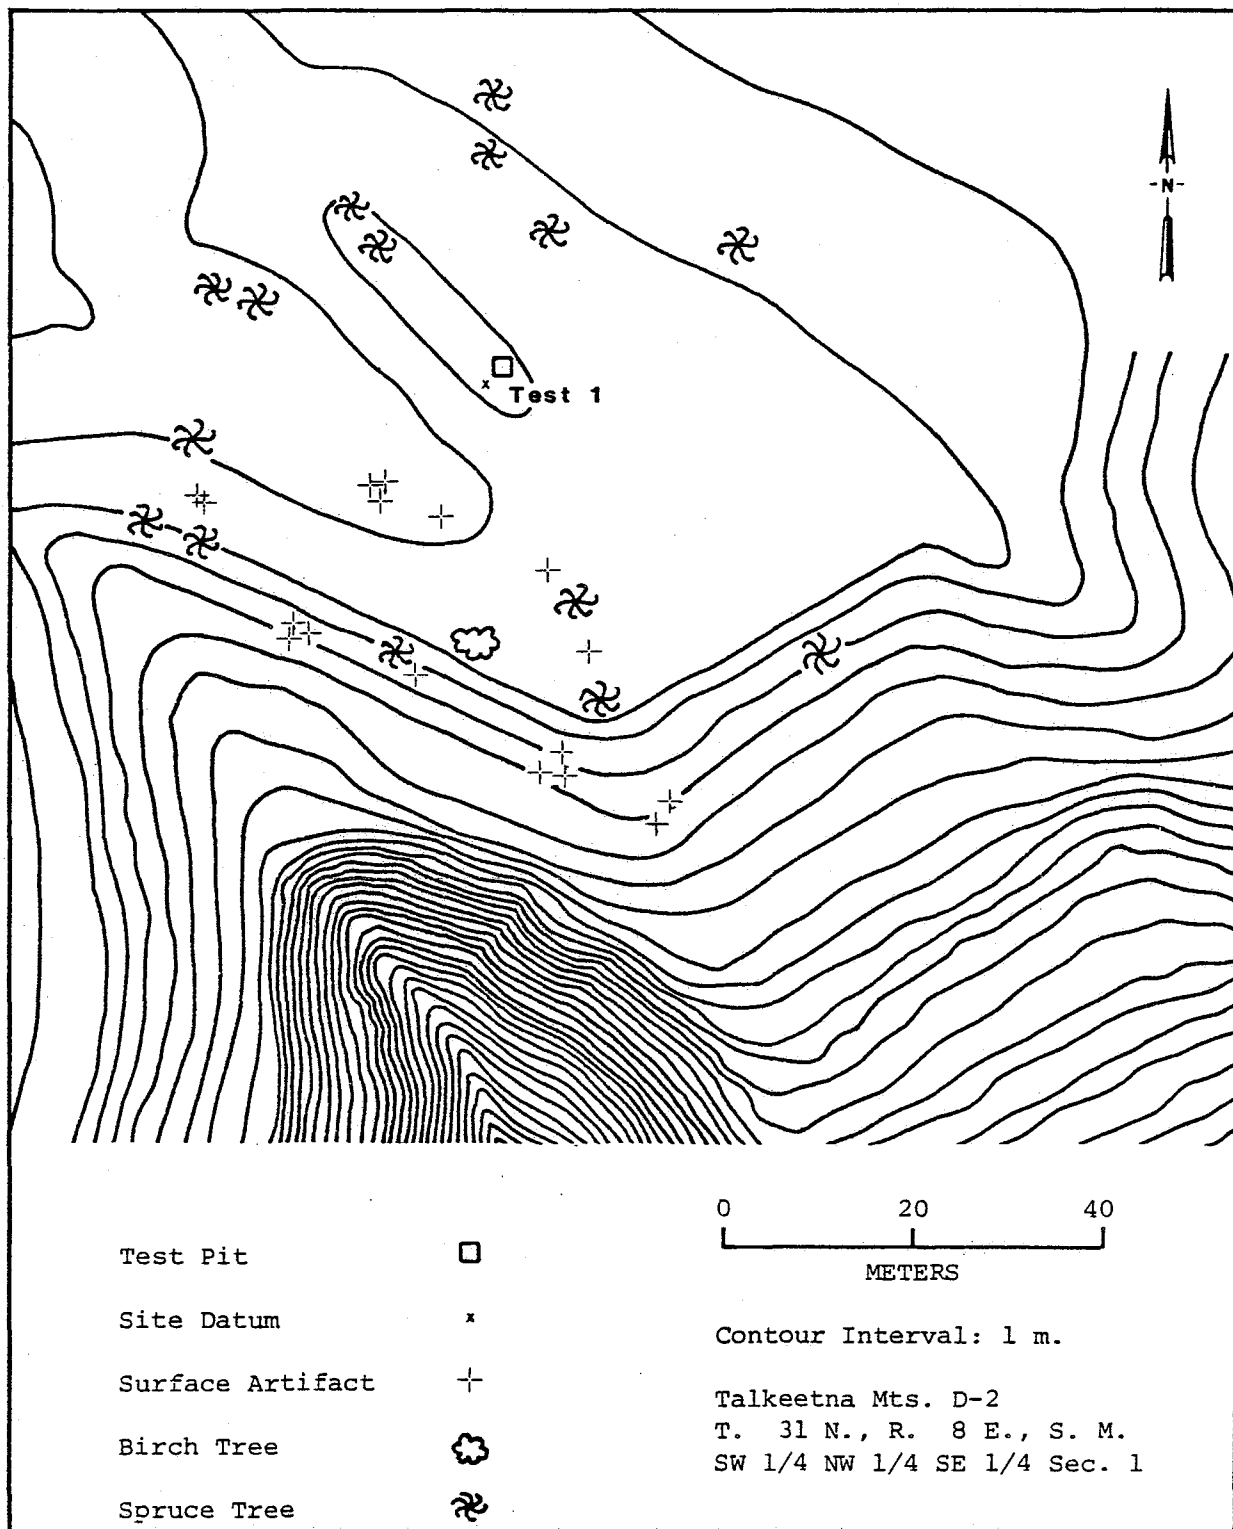 -N-
x
Test 1
0 20 40
METERS
Test Pit
Site Datum x
Surface Artifact
Birch Tree
Spruce Tree
Contour Interval: 1 m.
Talkeetna Mts. D-2
T. 31 N., R. 8 E., S. M.
SW 1/4 NW 1/4 SE 1/4 Sec. 1